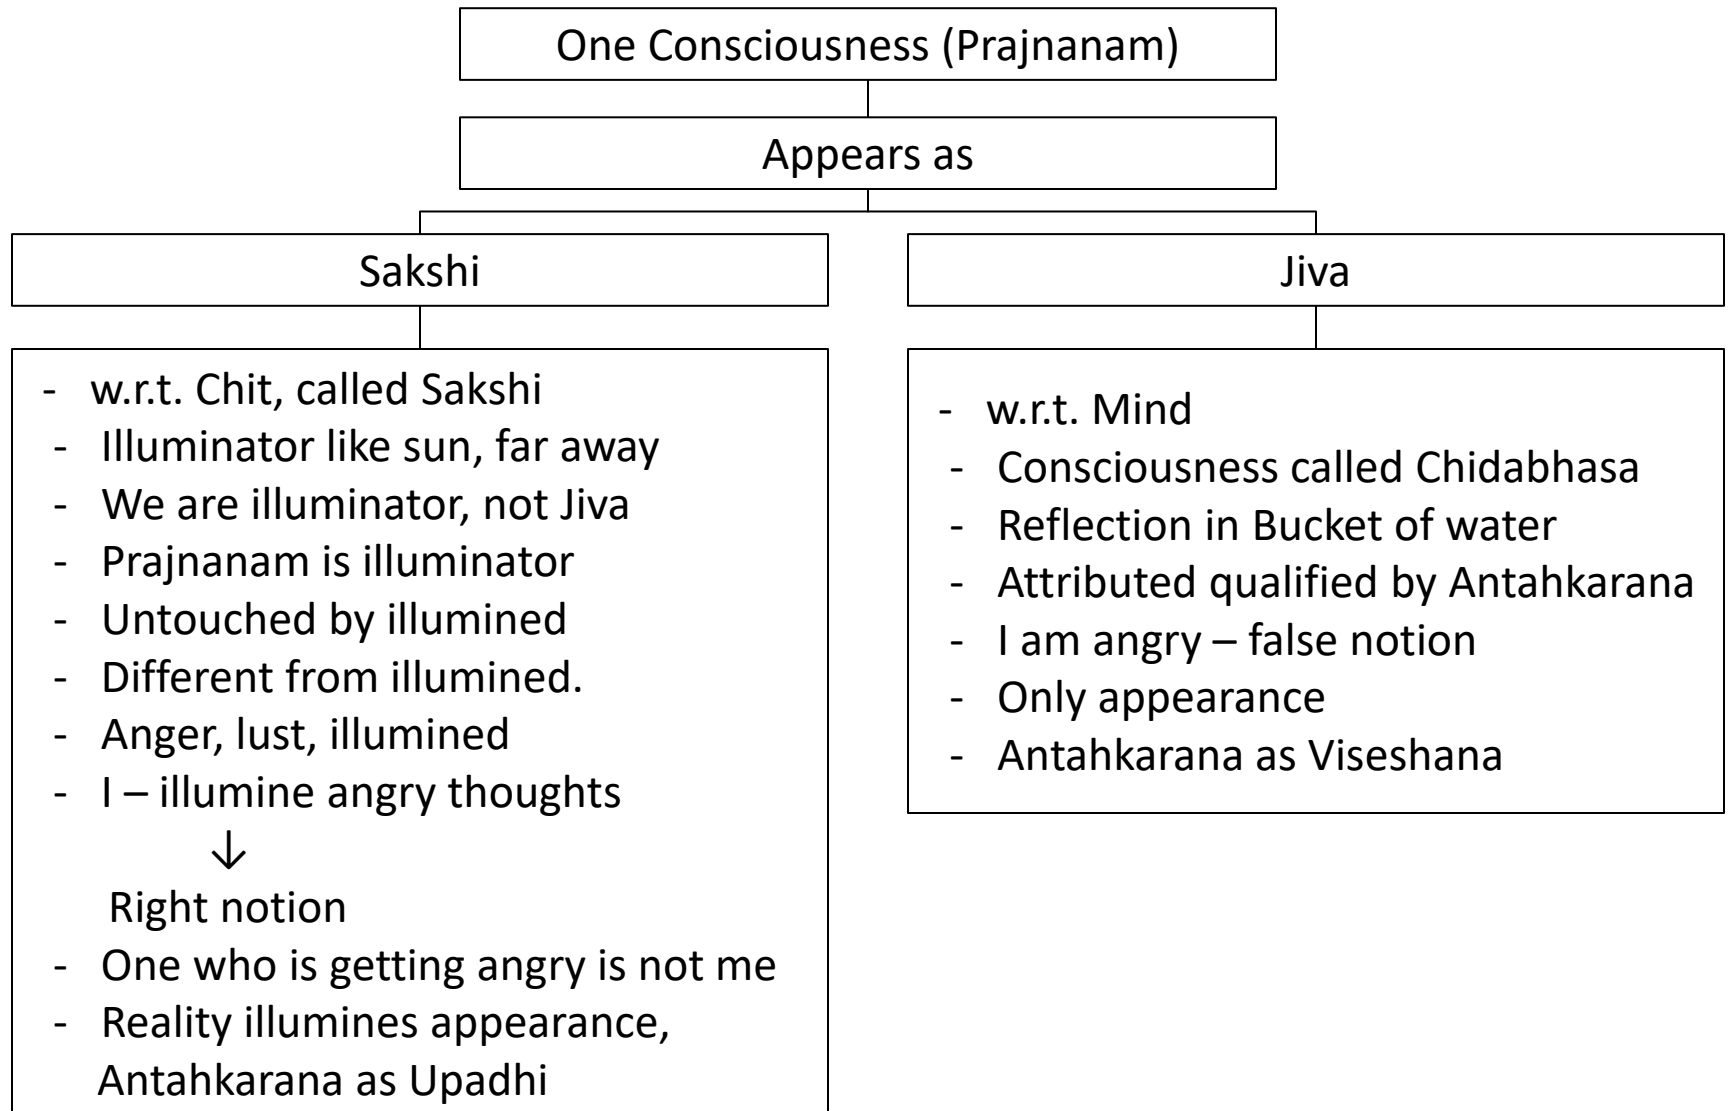 One Consciousness (Prajnanam)
Appears as
Sakshi
- w.r.t. Chit, called Sakshi
- Illuminator like sun, far away
- We are illuminator, not Jiva
- Prajnanam is illuminator
- Untouched by illumined
- Different from illumined.
- Anger, lust, illumined
- I – illumine angry thoughts
↓
Right notion
- One who is getting angry is not me
- Reality illumines appearance,
Antahkarana as Upadhi
Jiva
- w.r.t. Mind
- Consciousness called Chidabhasa
- Reflection in Bucket of water
- Attributed qualified by Antahkarana
- I am angry – false notion
- Only appearance
- Antahkarana as Viseshana